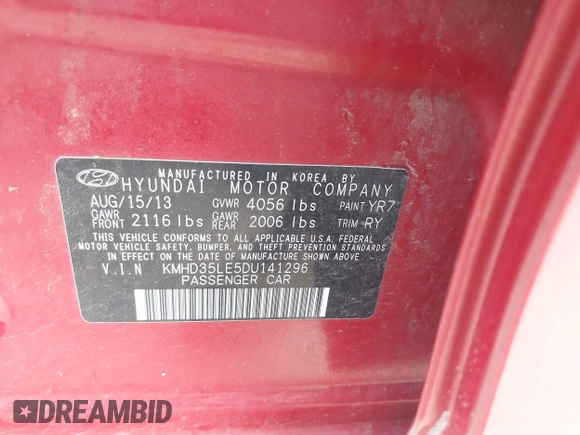 MANUFACTURED IN KOREA BY
HYUNDAI MOTOR COMPANY
AUG/15/13 GVWR 4056 lbs PAINT YR7
GAWR FRONT 2116 lbs GAWR REAR 2006 lbs TRIM RY
THIS VEHICLE CONFORMS TO ALL APPLICABLE U.S.A. FEDERAL
MOTOR VEHICLE SAFETY, BUMPER, AND THEFT PREVENTION STANDARDS
IN EFFECT ON THE DATE OF MANUFACTURE SHOWN ABOVE.
V.I.N KMHD35LE5DU141296
PASSENGER CAR
DREAMBID